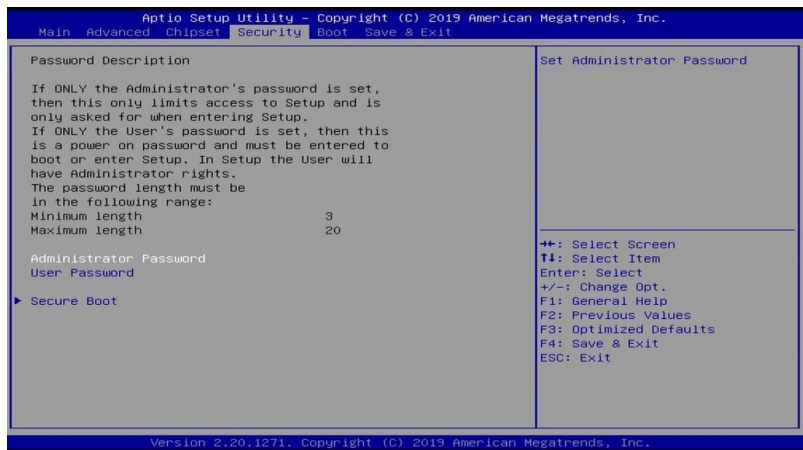 Aptio Setup Utility – Copyright (C) 2019 American Megatrends, Inc.
Main Advanced Chipset Security Boot Save & Exit
Password Description
If ONLY the Administrator's password is set,
then this only limits access to Setup and is
only asked for when entering Setup.
If ONLY the User's password is set, then this
is a power on password and must be entered to
boot or enter Setup. In Setup the User will
have Administrator rights.
The password length must be
in the following range:
Minimum length 3
Maximum length 20
Administrator Password
User Password
Secure Boot
Set Administrator Password
→←: Select Screen
↑↓: Select Item
Enter: Select
+/-: Change Opt.
F1: General Help
F2: Previous Values
F3: Optimized Defaults
F4: Save & Exit
ESC: Exit
Version 2.20.1271. Copyright (C) 2019 American Megatrends, Inc.